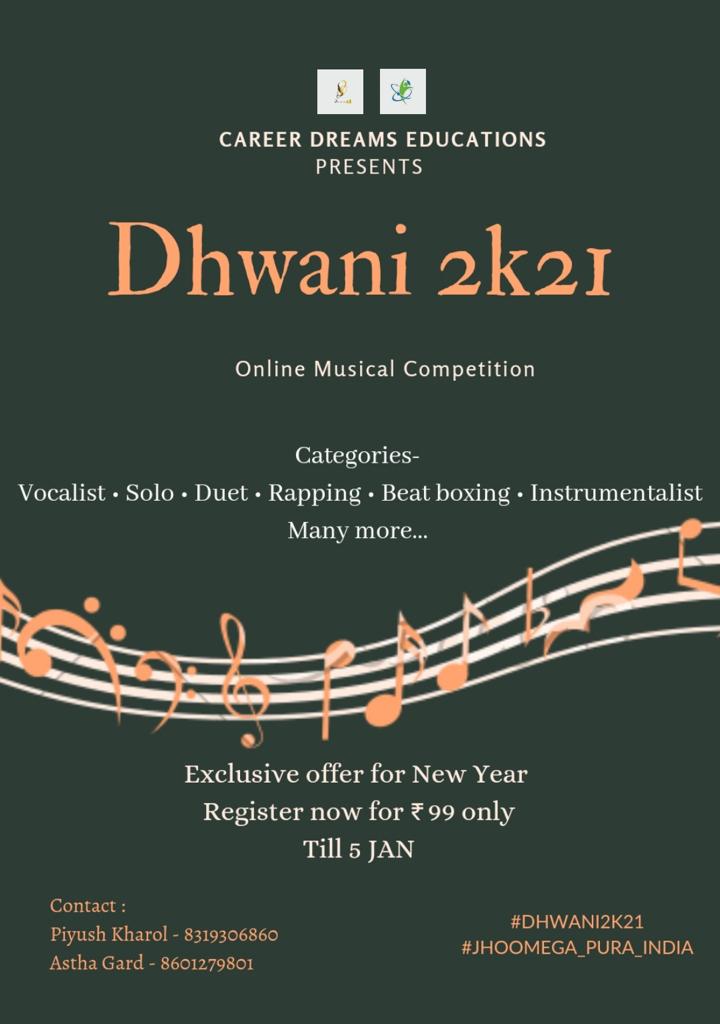 CAREER DREAMS EDUCATIONS
PRESENTS
Dhwani 2k21
Online Musical Competition
Categories-
Vocalist • Solo • Duet • Rapping • Beat boxing • Instrumentalist
Many more...
Exclusive offer for New Year
Register now for ₹ 99 only
Till 5 JAN
Contact :
Piyush Kharol - 8319306860
Astha Gard - 8601279801
#DHWANI2K21
#JHOOMEGA_PURA_INDIA